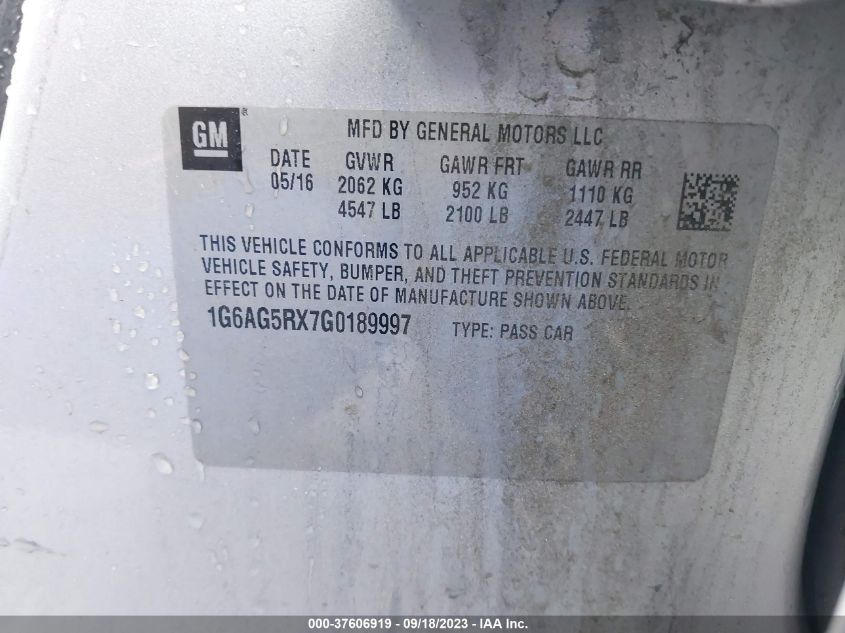 GM
MFD BY GENERAL MOTORS LLC
DATE GVWR GAWR FRT GAWR RR
05/16 2062 KG 952 KG 1110 KG
4547 LB 2100 LB 2447 LB
THIS VEHICLE CONFORMS TO ALL APPLICABLE U.S. FEDERAL MOTOR
VEHICLE SAFETY, BUMPER, AND THEFT PREVENTION STANDARDS IN
EFFECT ON THE DATE OF MANUFACTURE SHOWN ABOVE.
1G6AG5RX7G0189997 TYPE: PASS CAR
000-37606919 - 09/18/2023 - IAA Inc.